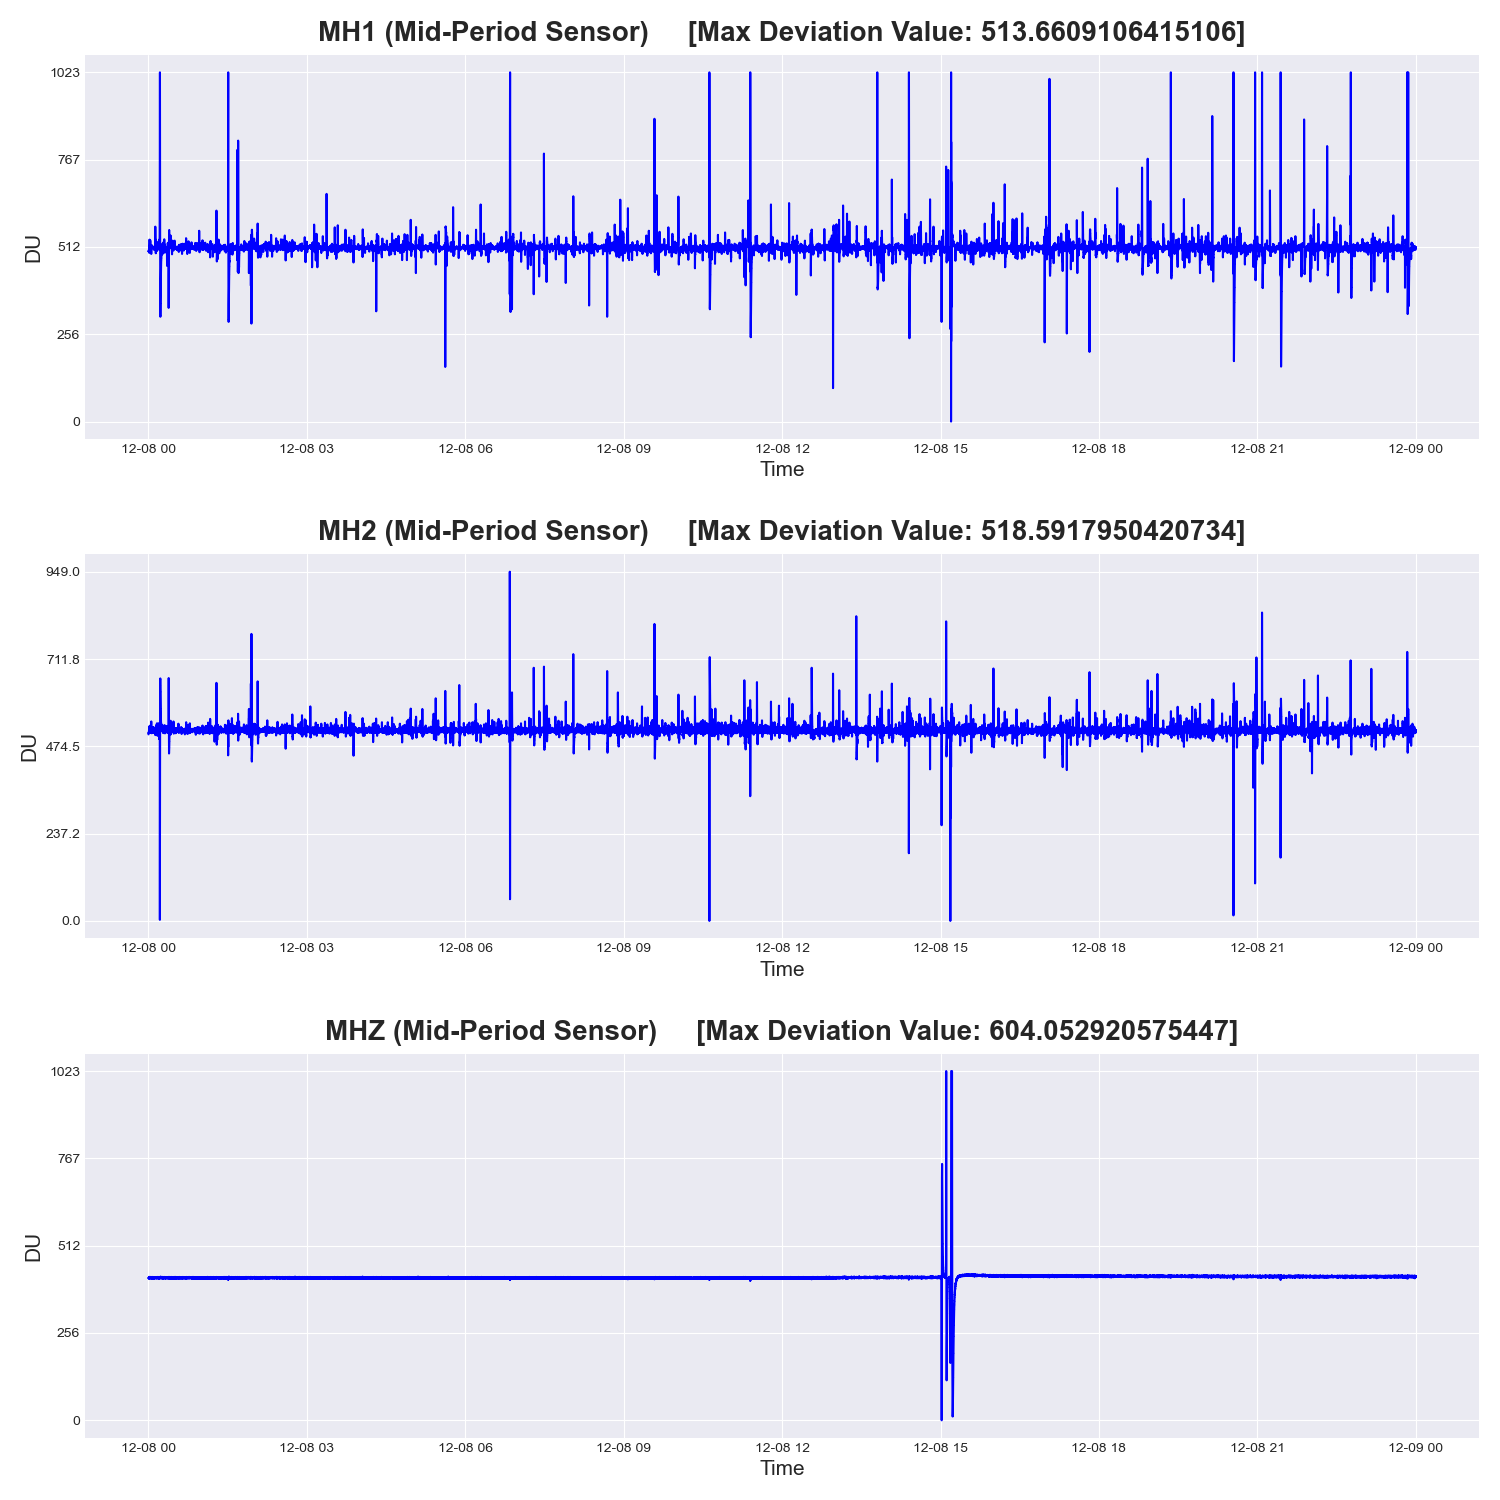 MH1 (Mid-Period Sensor) [Max Deviation Value: 513.6609106415106]
1023
767
512
256
0
DU
12-08 00 12-08 03 12-08 06 12-08 09 12-08 12 12-08 15 12-08 18 12-08 21 12-09 00
Time
MH2 (Mid-Period Sensor) [Max Deviation Value: 518.5917950420734]
949.0
711.8
474.5
237.2
0.0
DU
12-08 00 12-08 03 12-08 06 12-08 09 12-08 12 12-08 15 12-08 18 12-08 21 12-09 00
Time
MHZ (Mid-Period Sensor) [Max Deviation Value: 604.052920575447]
1023
767
512
256
0
DU
12-08 00 12-08 03 12-08 06 12-08 09 12-08 12 12-08 15 12-08 18 12-08 21 12-09 00
Time